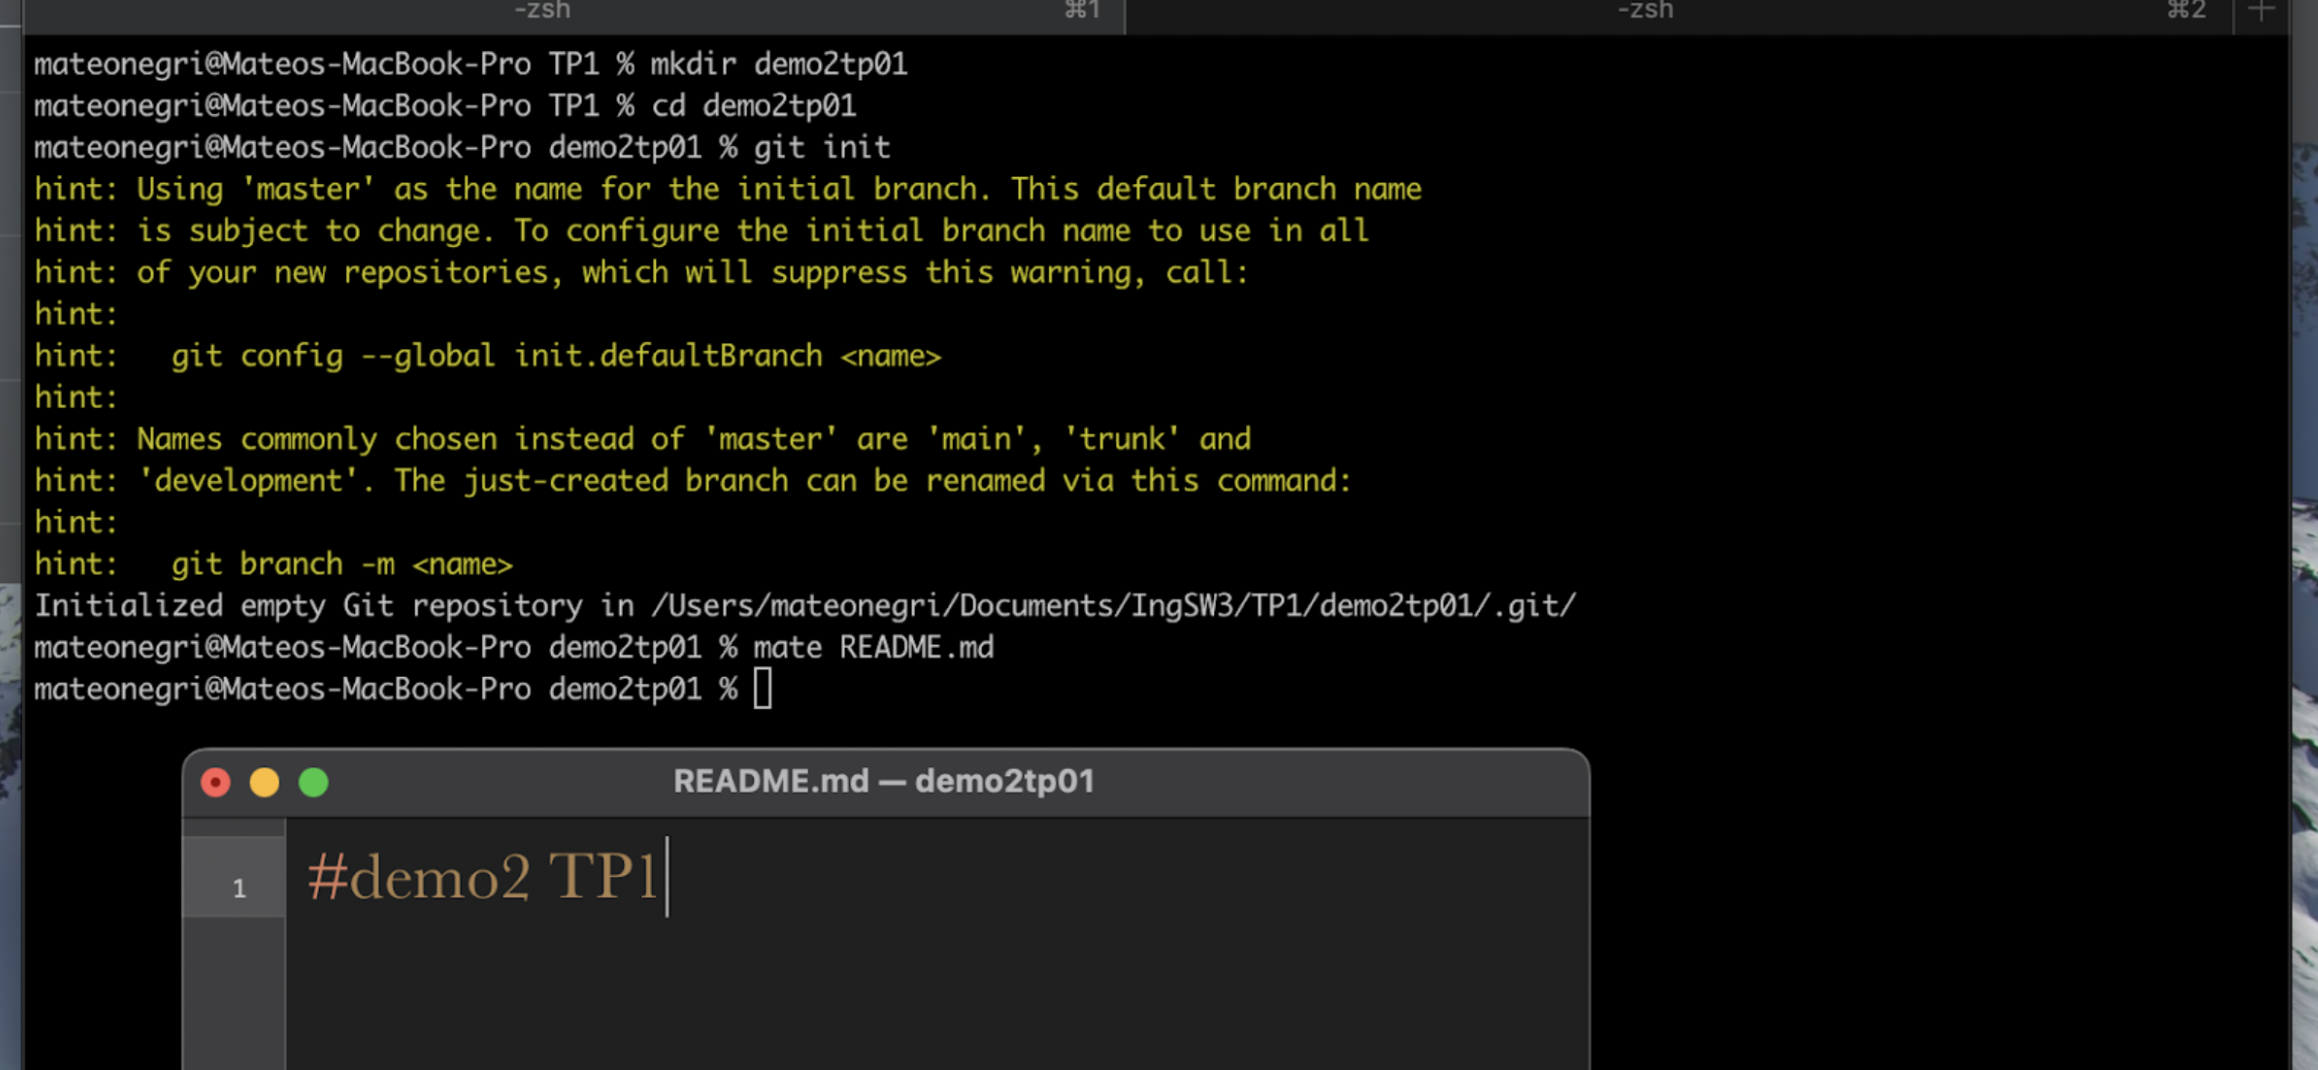 -zsh ⌘1 -zsh ⌘2 +
mateonegri@Mateos-MacBook-Pro TP1 % mkdir demo2tp01
mateonegri@Mateos-MacBook-Pro TP1 % cd demo2tp01
mateonegri@Mateos-MacBook-Pro demo2tp01 % git init
hint: Using 'master' as the name for the initial branch. This default branch name
hint: is subject to change. To configure the initial branch name to use in all
hint: of your new repositories, which will suppress this warning, call:
hint:
hint:   git config --global init.defaultBranch <name>
hint:
hint: Names commonly chosen instead of 'master' are 'main', 'trunk' and
hint: 'development'. The just-created branch can be renamed via this command:
hint:
hint:   git branch -m <name>
Initialized empty Git repository in /Users/mateonegri/Documents/IngSW3/TP1/demo2tp01/.git/
mateonegri@Mateos-MacBook-Pro demo2tp01 % mate README.md
mateonegri@Mateos-MacBook-Pro demo2tp01 %
README.md — demo2tp01
1 #demo2 TP1